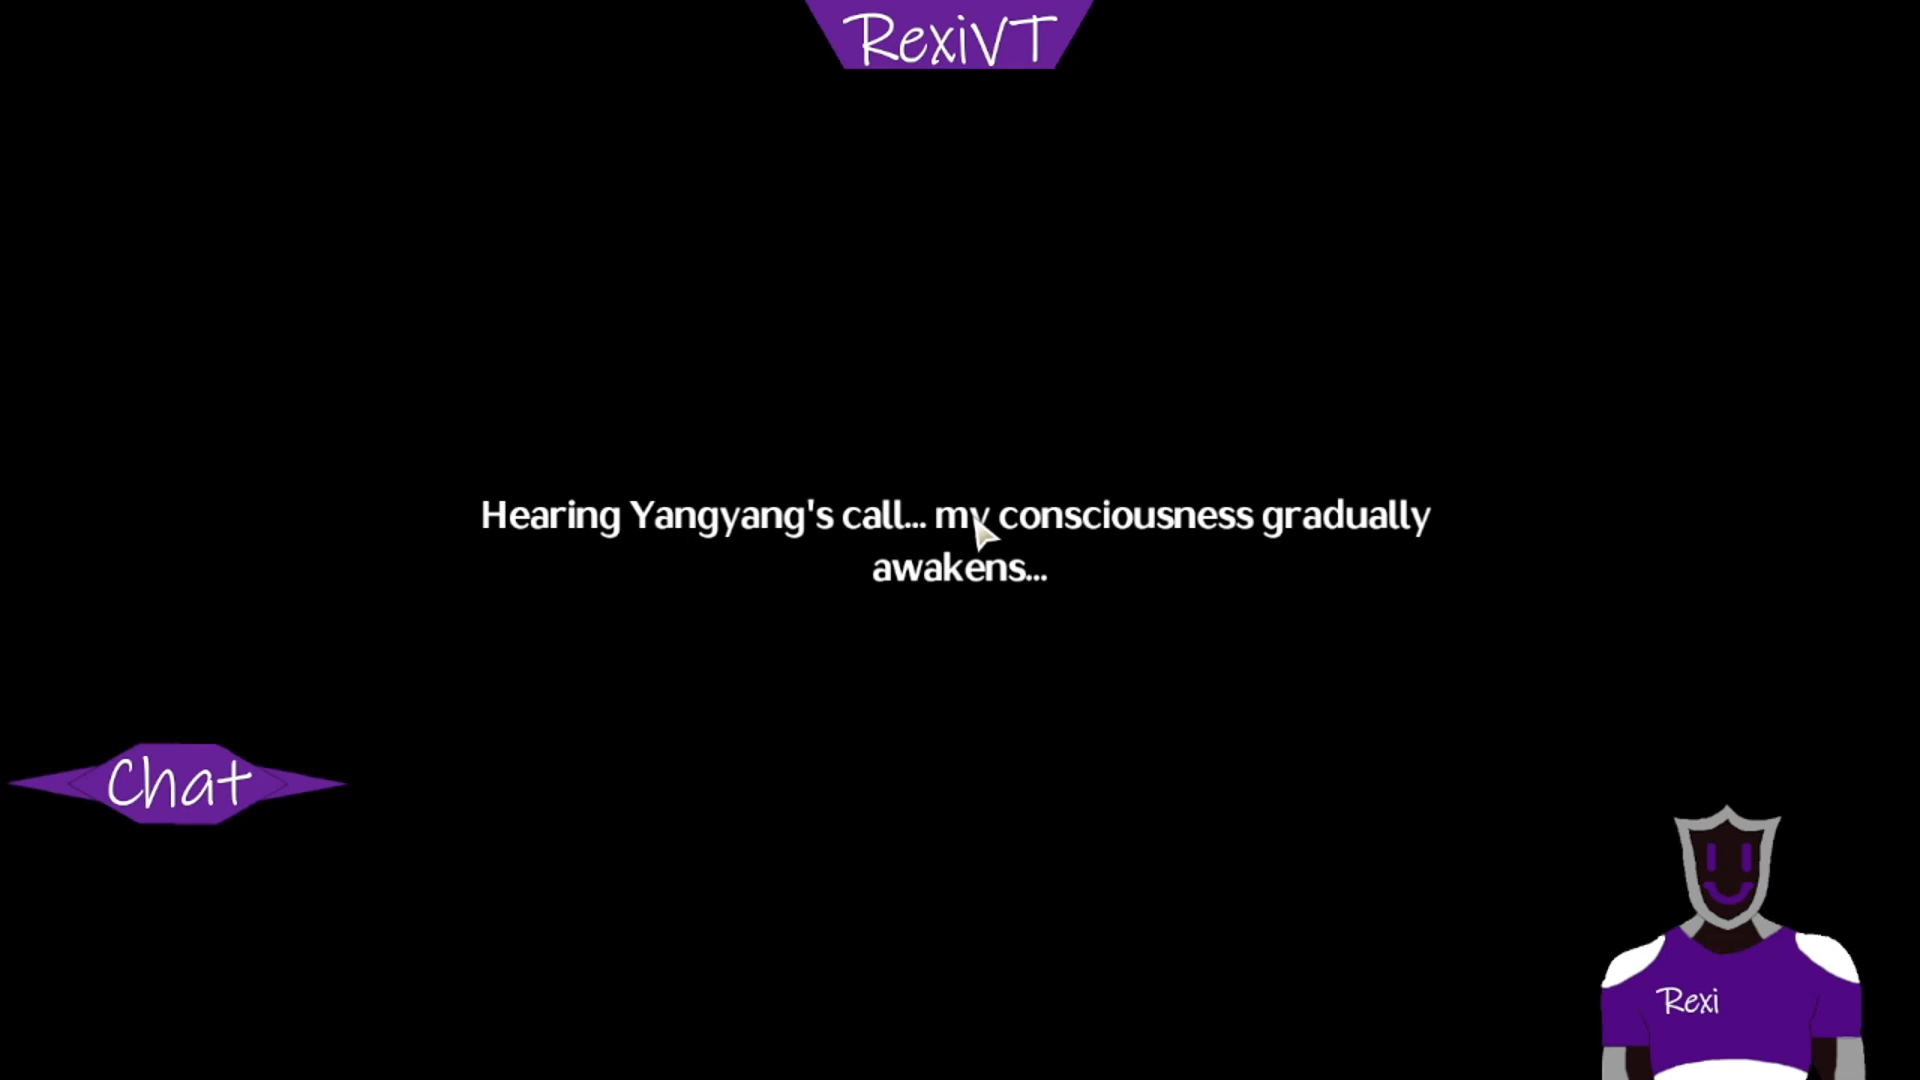 RexiVT
Hearing Yangyang's call... my consciousness gradually
awakens...
Chat
Rexi